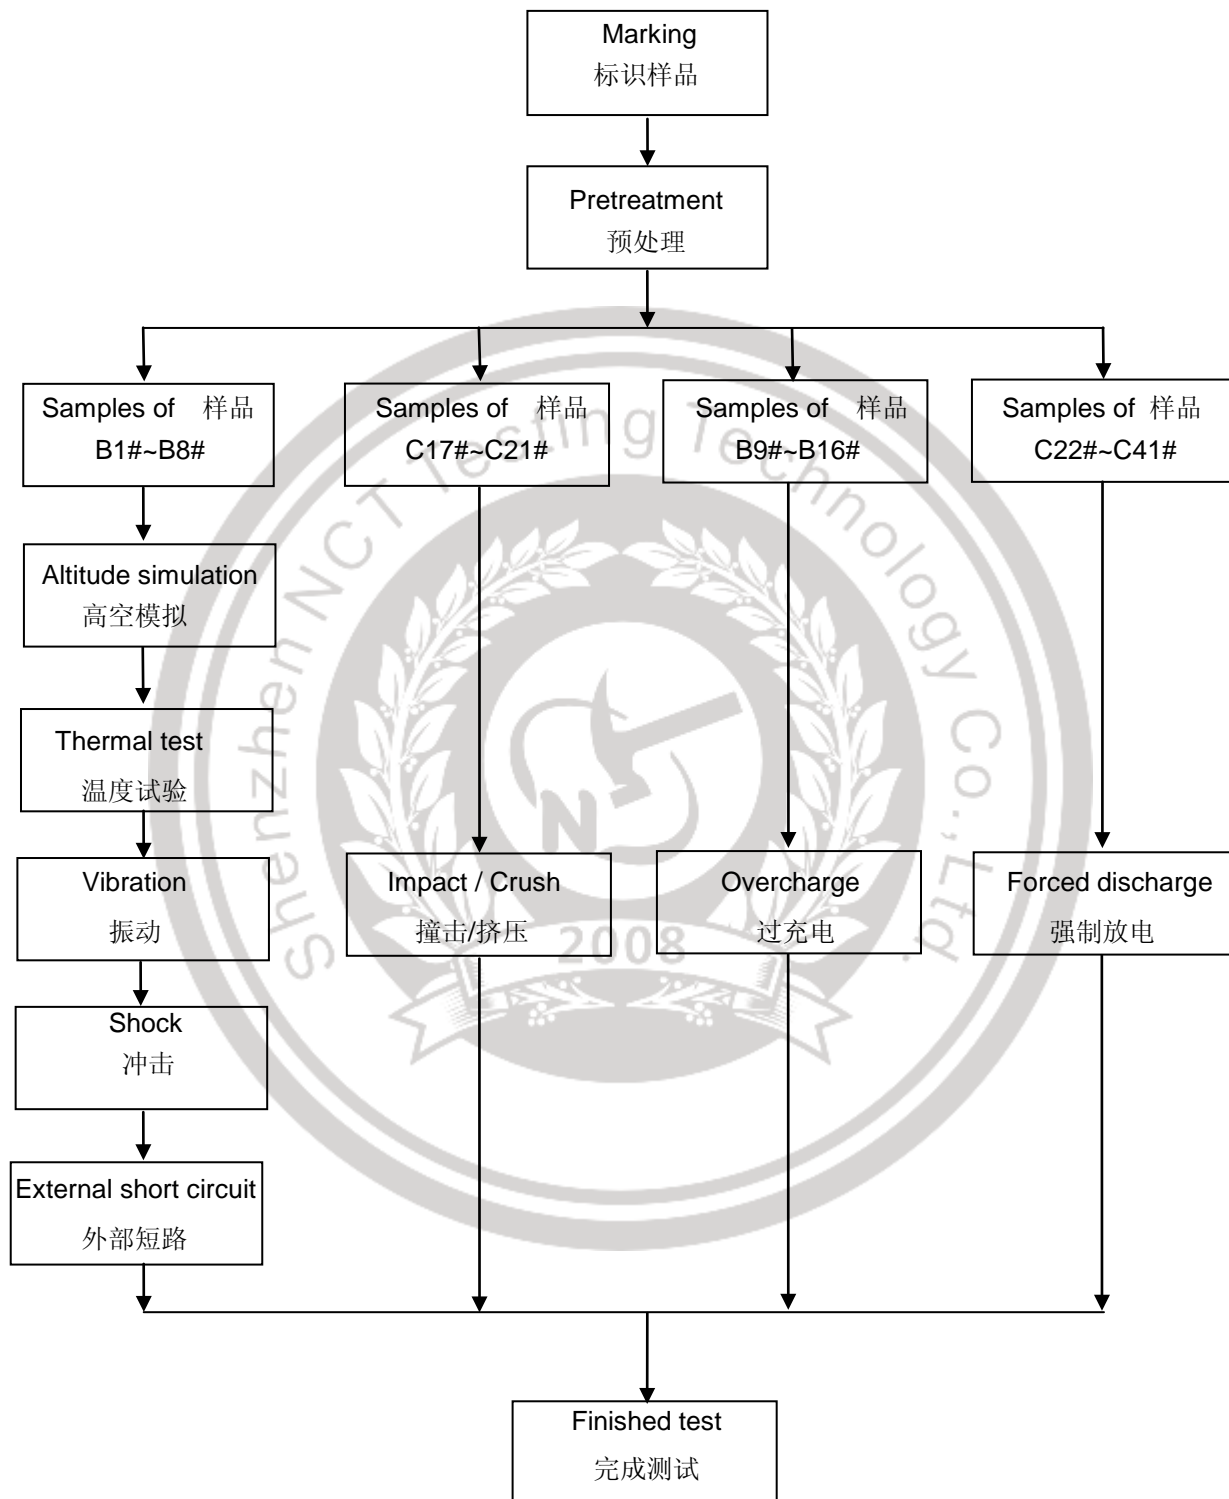 Marking
标识样品
Pretreatment
预处理
Samples of 样品
B1#~B8#
Samples of 样品
C17#~C21#
Samples of 样品
B9#~B16#
Samples of 样品
C22#~C41#
Altitude simulation
高空模拟
Thermal test
温度试验
Vibration
振动
Impact / Crush
撞击/挤压
Overcharge
过充电
Forced discharge
强制放电
Shock
冲击
External short circuit
外部短路
Finished test
完成测试
Shenzhen NCT Testing Technology Co.,Ltd.
N
2008